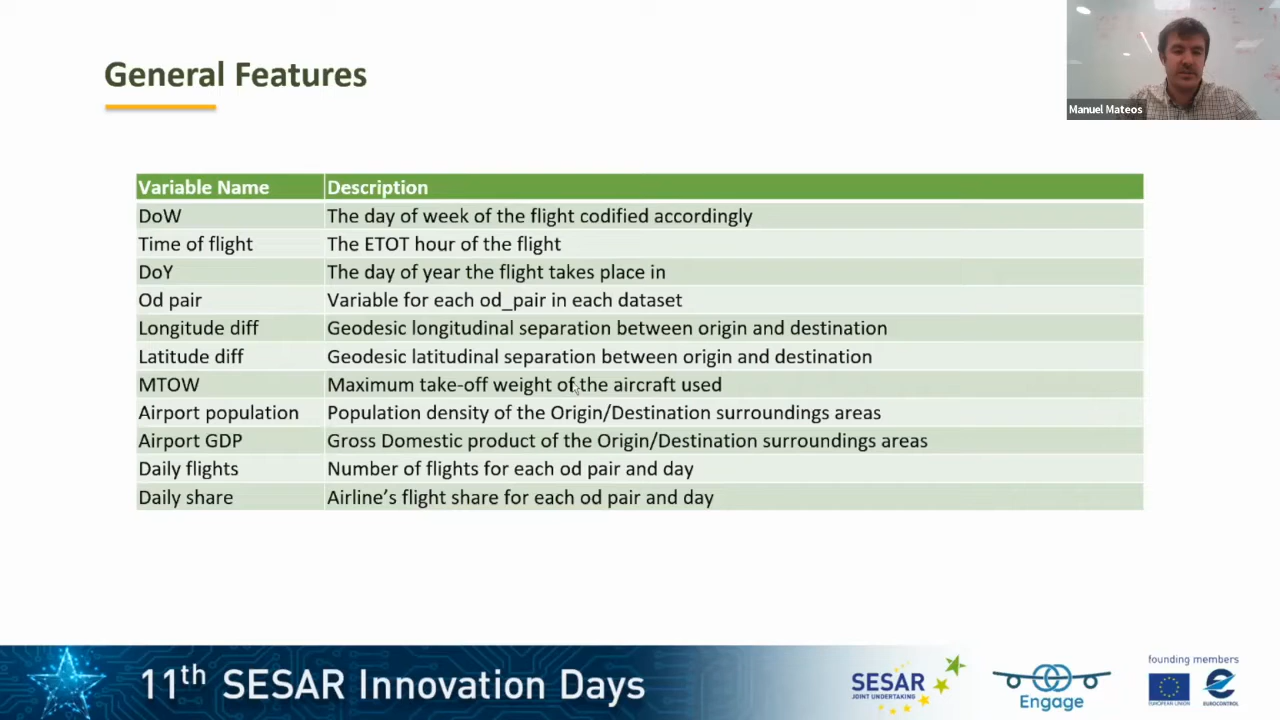 General Features
Manuel Mateos
Variable Name Description
DoW The day of week of the flight codified accordingly
Time of flight The ETOT hour of the flight
DoY The day of year the flight takes place in
Od pair Variable for each od_pair in each dataset
Longitude diff Geodesic longitudinal separation between origin and destination
Latitude diff Geodesic latitudinal separation between origin and destination
MTOW Maximum take-off weight of the aircraft used
Airport population Population density of the Origin/Destination surroundings areas
Airport GDP Gross Domestic product of the Origin/Destination surroundings areas
Daily flights Number of flights for each od pair and day
Daily share Airline's flight share for each od pair and day
11th SESAR Innovation Days
SESAR
JOINT UNDERTAKING
Engage
founding members
EUROPEAN UNION
EUROCONTROL